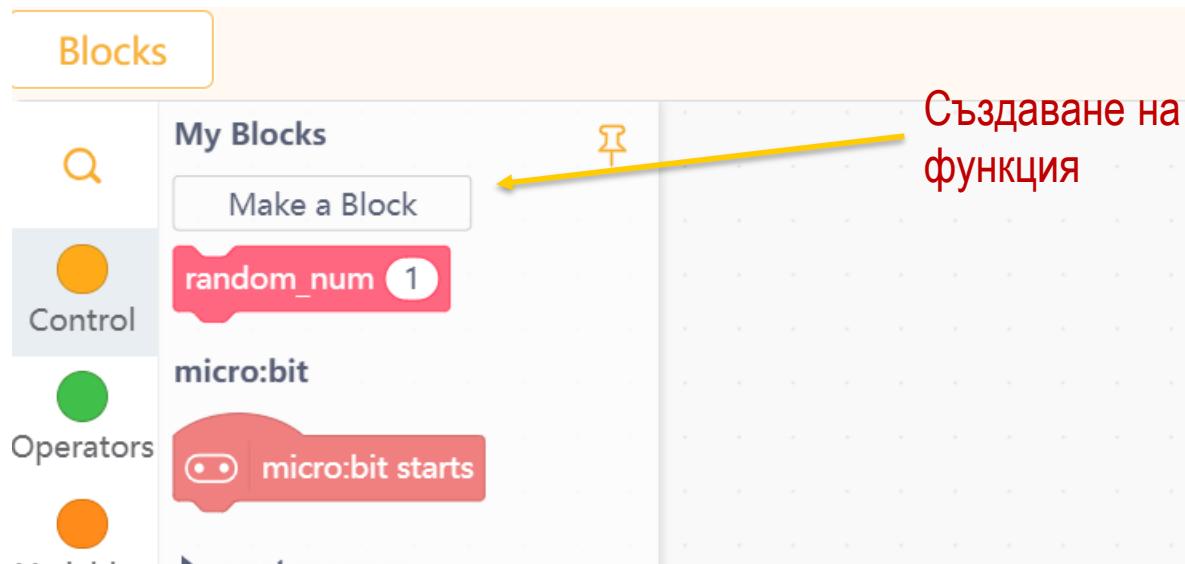 Blocks
My Blocks
Създаване на
функция
Make a Block
random_num 1
Control
micro:bit
Operators
micro:bit starts